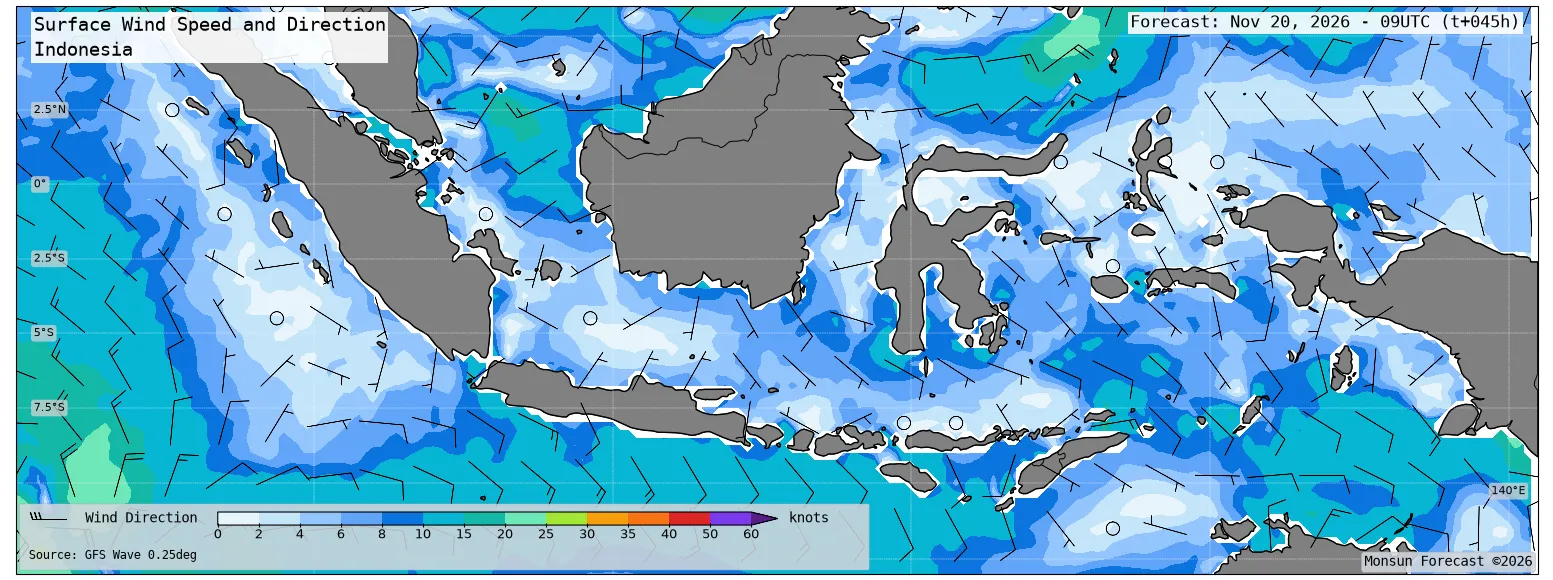 Surface Wind Speed and Direction
Indonesia
Forecast: Nov 20, 2026 - 09UTC (t+045h)
2.5°N
0°
2.5°S
5°S
7.5°S
140°E
Wind Direction
0 2 4 6 8 10 15 20 25 30 35 40 50 60
knots
Source: GFS Wave 0.25deg
Monsun Forecast ©2026